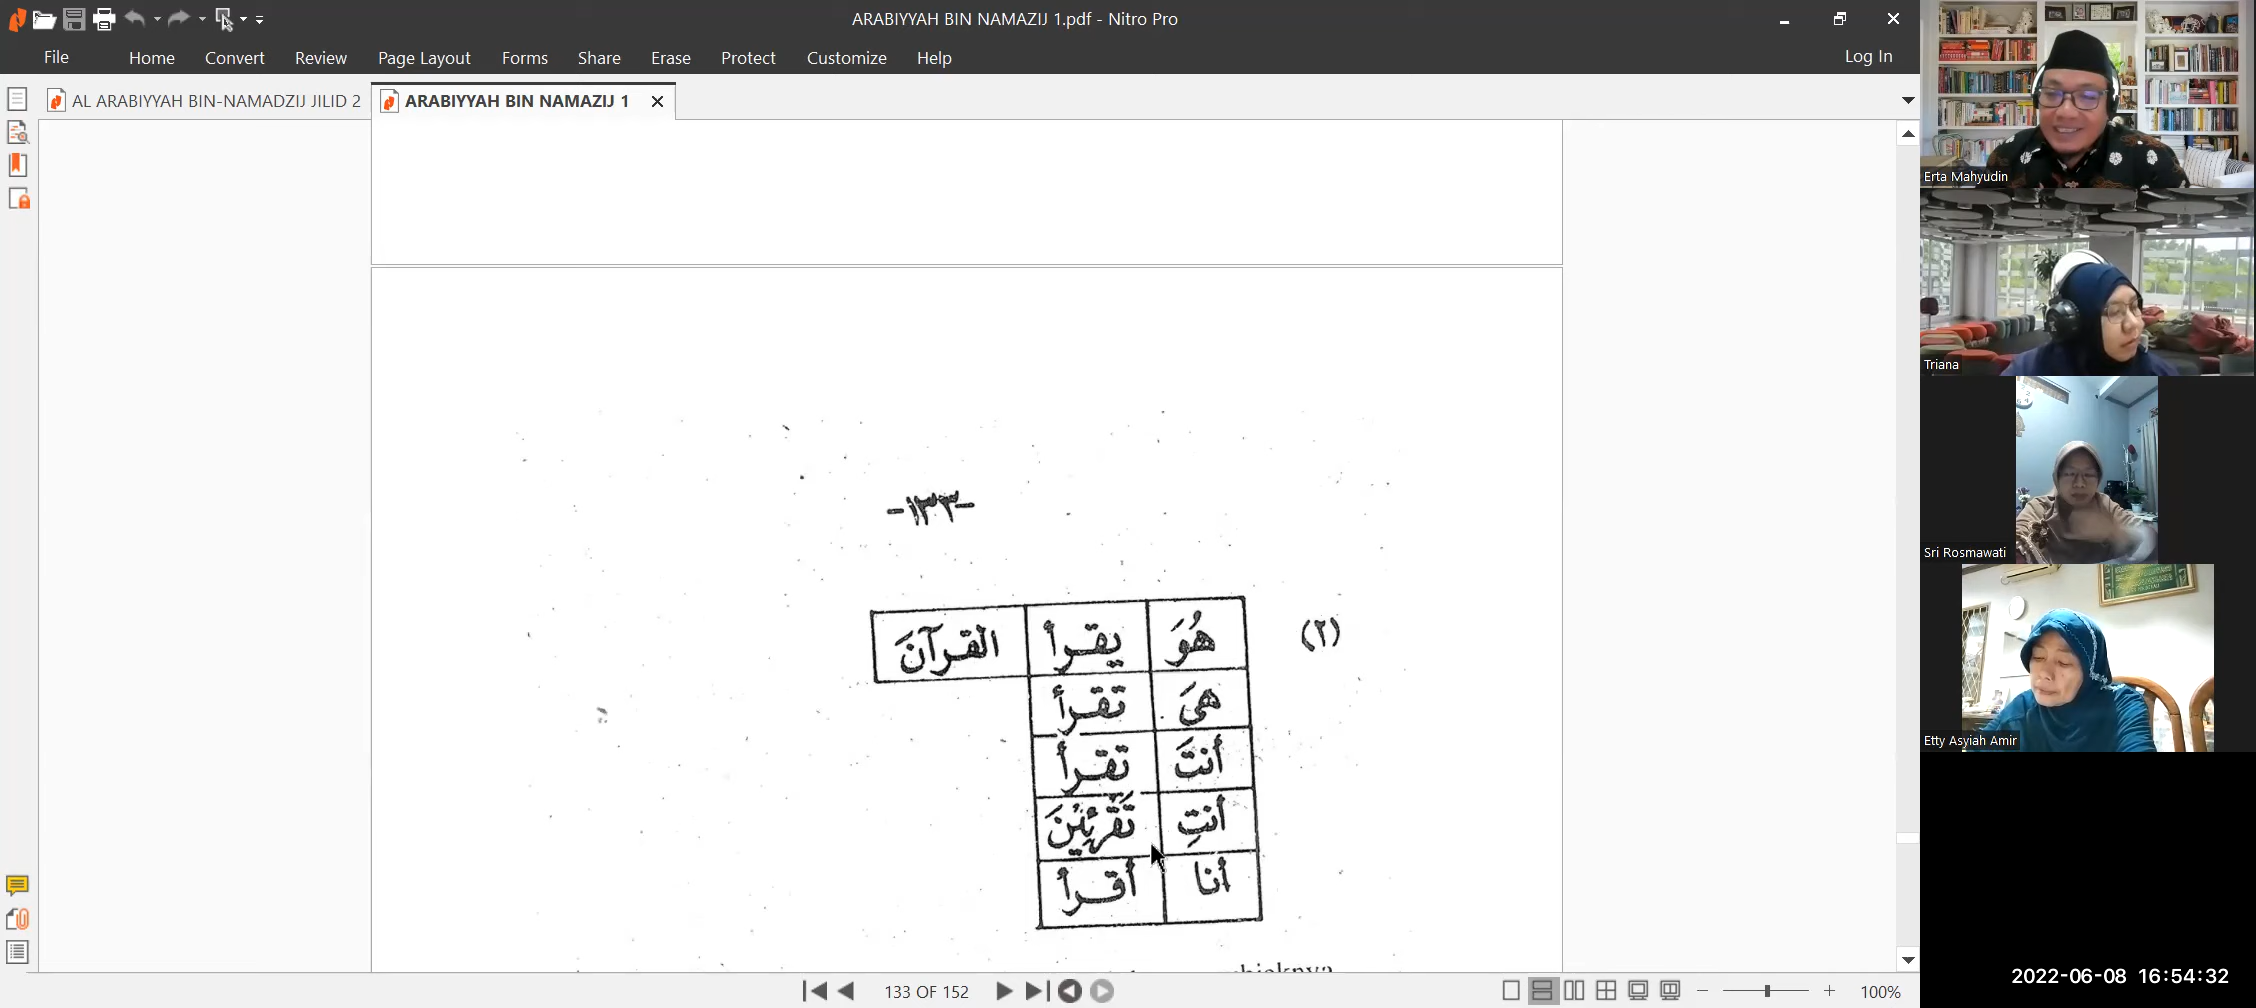 ARABIYYAH BIN NAMAZIJ 1.pdf - Nitro Pro
File Home Convert Review Page Layout Forms Share Erase Protect Customize Help Log In
AL ARABIYYAH BIN-NAMADZIJ JILID 2 ARABIYYAH BIN NAMAZIJ 1
Erta Mahyudin
Triana
Sri Rosmawati
Etty Asyiah Amir
-١٣٣-
(٢) هُوَ يقرأ القرآنَ
هىَ تقرأ
أنتَ تقرأ
أنتِ تَقْرَئِيْنَ
أنا أقرأ
133 OF 152
100%
2022-06-08 16:54:32